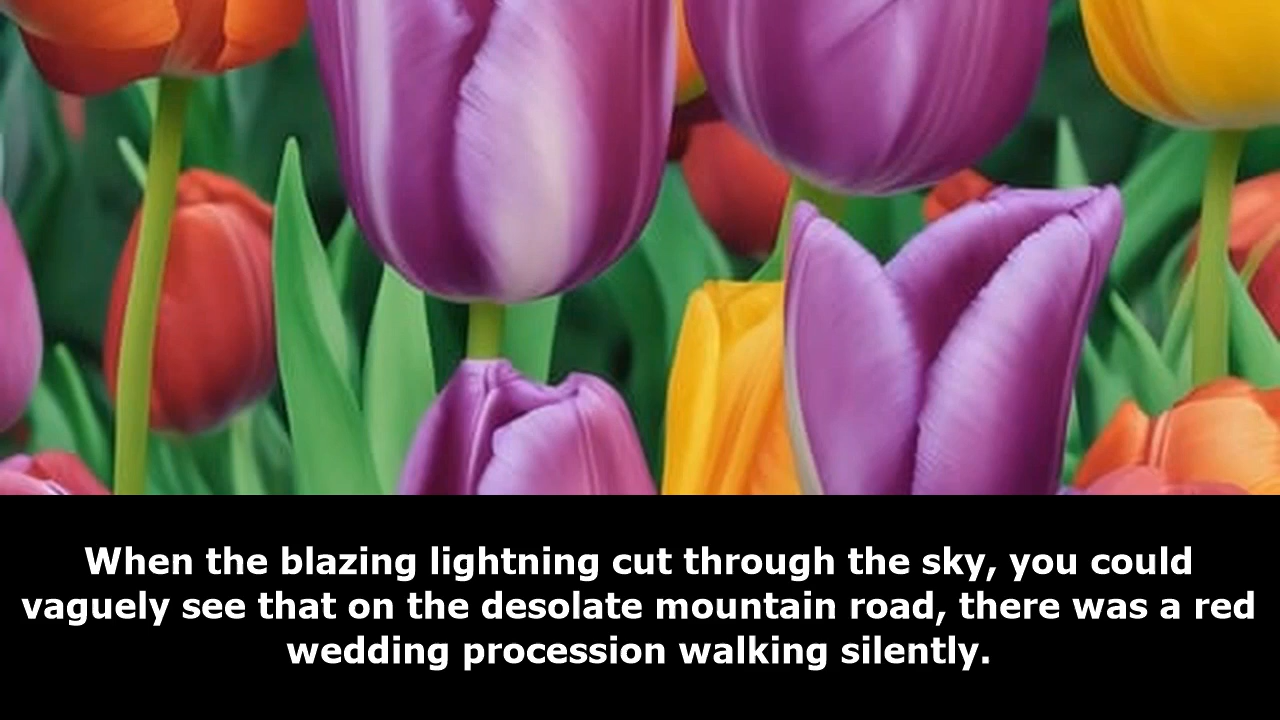 When the blazing lightning cut through the sky, you could
vaguely see that on the desolate mountain road, there was a red
wedding procession walking silently.